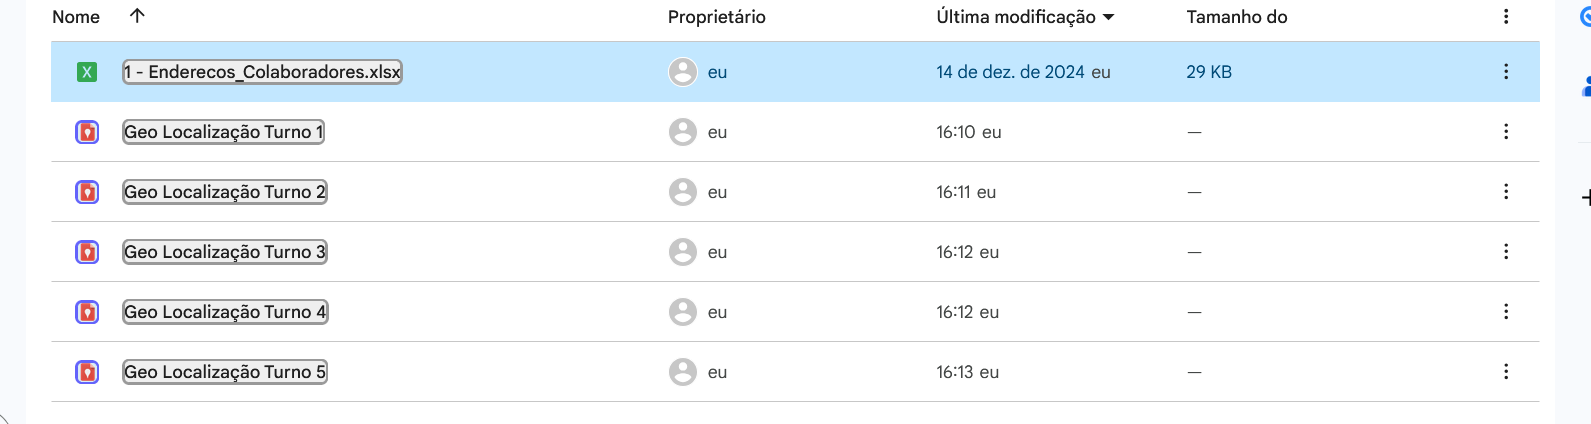 Nome Proprietário Última modificação Tamanho do
X 1 - Enderecos_Colaboradores.xlsx eu 14 de dez. de 2024 eu 29 KB
Geo Localização Turno 1 eu 16:10 eu —
Geo Localização Turno 2 eu 16:11 eu —
Geo Localização Turno 3 eu 16:12 eu —
Geo Localização Turno 4 eu 16:12 eu —
Geo Localização Turno 5 eu 16:13 eu —